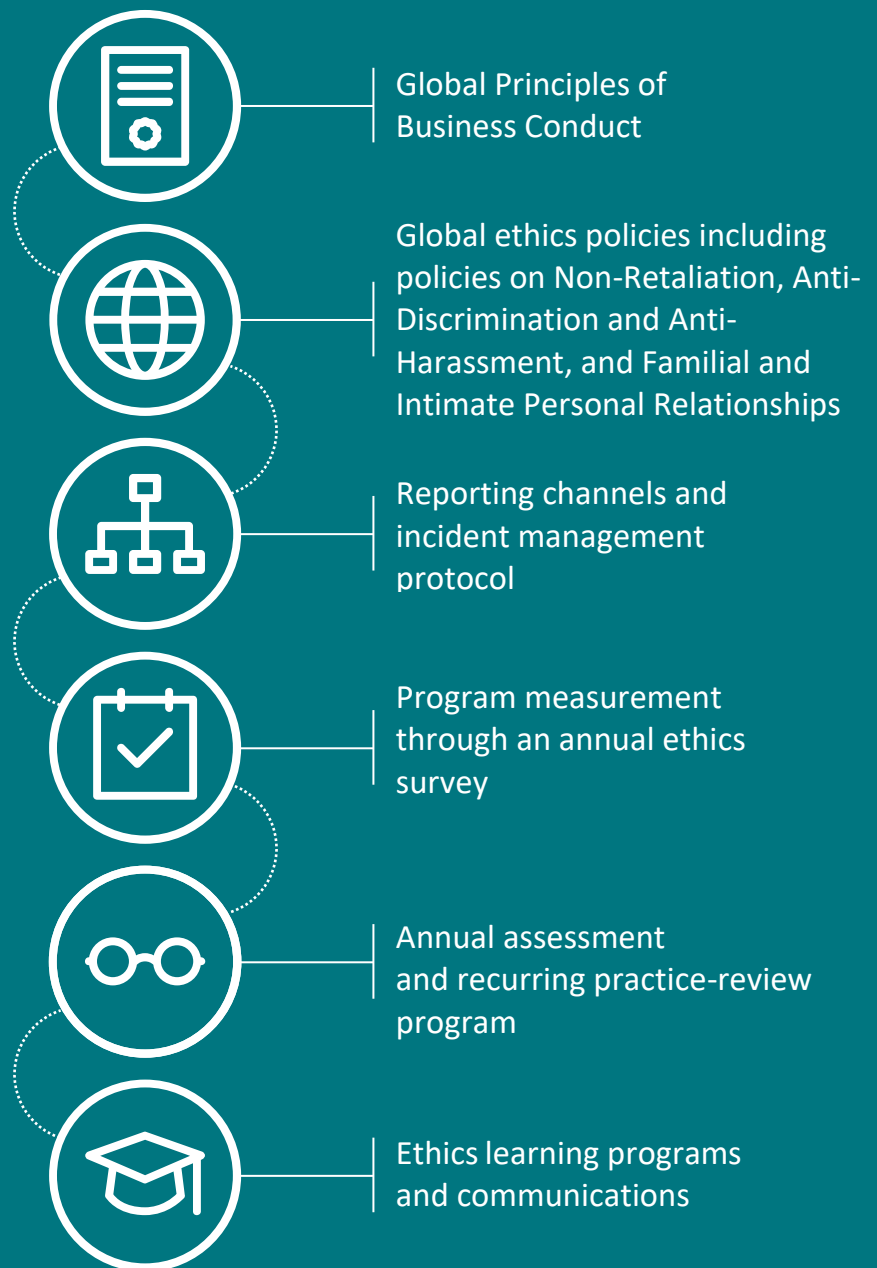 Global Principles of
Business Conduct
Global ethics policies including
policies on Non-Retaliation, Anti-
Discrimination and Anti-
Harassment, and Familial and
Intimate Personal Relationships
Reporting channels and
incident management
protocol
Program measurement
through an annual ethics
survey
Annual assessment
and recurring practice-review
program
Ethics learning programs
and communications